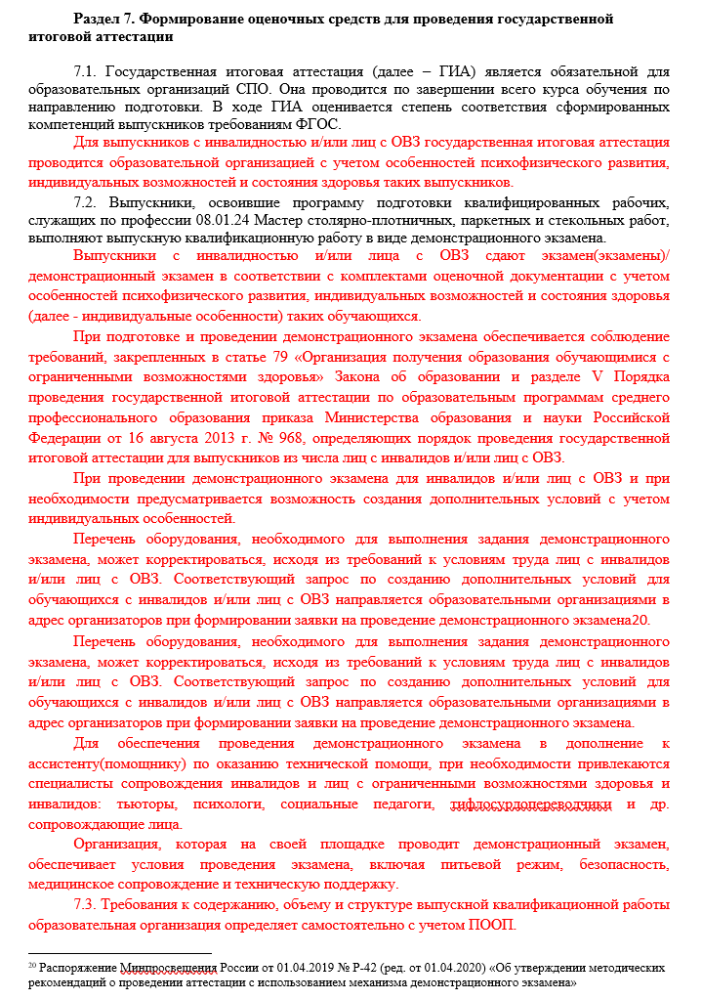 Раздел 7. Формирование оценочных средств для проведения государственной
итоговой аттестации
7.1. Государственная итоговая аттестация (далее – ГИА) является обязательной для
образовательных организаций СПО. Она проводится по завершении всего курса обучения по
направлению подготовки. В ходе ГИА оценивается степень соответствия сформированных
компетенций выпускников требованиям ФГОС.
Для выпускников с инвалидностью и/или лиц с ОВЗ государственная итоговая аттестация
проводится образовательной организацией с учетом особенностей психофизического развития,
индивидуальных возможностей и состояния здоровья таких выпускников.
7.2. Выпускники, освоившие программу подготовки квалифицированных рабочих,
служащих по профессии 08.01.24 Мастер столярно-плотничных, паркетных и стекольных работ,
выполняют выпускную квалификационную работу в виде демонстрационного экзамена.
Выпускники с инвалидностью и/или лица с ОВЗ сдают экзамен(экзамены)/
демонстрационный экзамен в соответствии с комплектами оценочной документации с учетом
особенностей психофизического развития, индивидуальных возможностей и состояния здоровья
(далее - индивидуальные особенности) таких обучающихся.
При подготовке и проведении демонстрационного экзамена обеспечивается соблюдение
требований, закрепленных в статье 79 «Организация получения образования обучающимися с
ограниченными возможностями здоровья» Закона об образовании и разделе V Порядка
проведения государственной итоговой аттестации по образовательным программам среднего
профессионального образования приказа Министерства образования и науки Российской
Федерации от 16 августа 2013 г. № 968, определяющих порядок проведения государственной
итоговой аттестации для выпускников из числа лиц с инвалидов и/или лиц с ОВЗ.
При проведении демонстрационного экзамена для инвалидов и/или лиц с ОВЗ и при
необходимости предусматривается возможность создания дополнительных условий с учетом
индивидуальных особенностей.
Перечень оборудования, необходимого для выполнения задания демонстрационного
экзамена, может корректироваться, исходя из требований к условиям труда лиц с инвалидов
и/или лиц с ОВЗ. Соответствующий запрос по созданию дополнительных условий для
обучающихся с инвалидов и/или лиц с ОВЗ направляется образовательными организациями в
адрес организаторов при формировании заявки на проведение демонстрационного экзамена20.
Перечень оборудования, необходимого для выполнения задания демонстрационного
экзамена, может корректироваться, исходя из требований к условиям труда лиц с инвалидов
и/или лиц с ОВЗ. Соответствующий запрос по созданию дополнительных условий для
обучающихся с инвалидов и/или лиц с ОВЗ направляется образовательными организациями в
адрес организаторов при формировании заявки на проведение демонстрационного экзамена.
Для обеспечения проведения демонстрационного экзамена в дополнение к
ассистенту(помощнику) по оказанию технической помощи, при необходимости привлекаются
специалисты сопровождения инвалидов и лиц с ограниченными возможностями здоровья и
инвалидов: тьюторы, психологи, социальные педагоги, тифлосурдопереводчики и др.
сопровождающие лица.
Организация, которая на своей площадке проводит демонстрационный экзамен,
обеспечивает условия проведения экзамена, включая питьевой режим, безопасность,
медицинское сопровождение и техническую поддержку.
7.3. Требования к содержанию, объему и структуре выпускной квалификационной работы
образовательная организация определяет самостоятельно с учетом ПООП.
20 Распоряжение Минпросвещения России от 01.04.2019 № Р-42 (ред. от 01.04.2020) «Об утверждении методических
рекомендаций о проведении аттестации с использованием механизма демонстрационного экзамена»